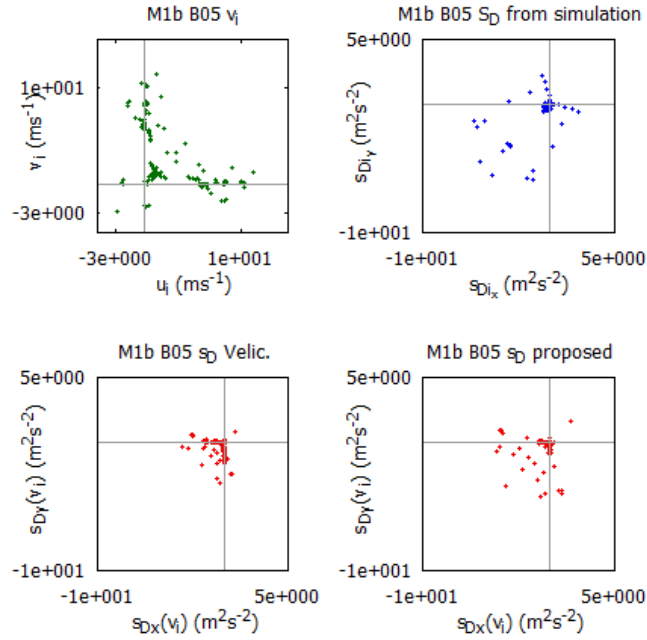 M1b B05 vi
1e+001
-3e+000
vi (ms-1)
-3e+000 1e+001
ui (ms-1)
M1b B05 SD from simulation
5e+000
-1e+001
sDiy (m2s-2)
-1e+001 5e+000
sDix (m2s-2)
M1b B05 sD Velic.
5e+000
-1e+001
sDy(vi) (m2s-2)
-1e+001 5e+000
sDx(vi) (m2s-2)
M1b B05 sD proposed
5e+000
-1e+001
sDy(vi) (m2s-2)
-1e+001 5e+000
sDx(vi) (m2s-2)